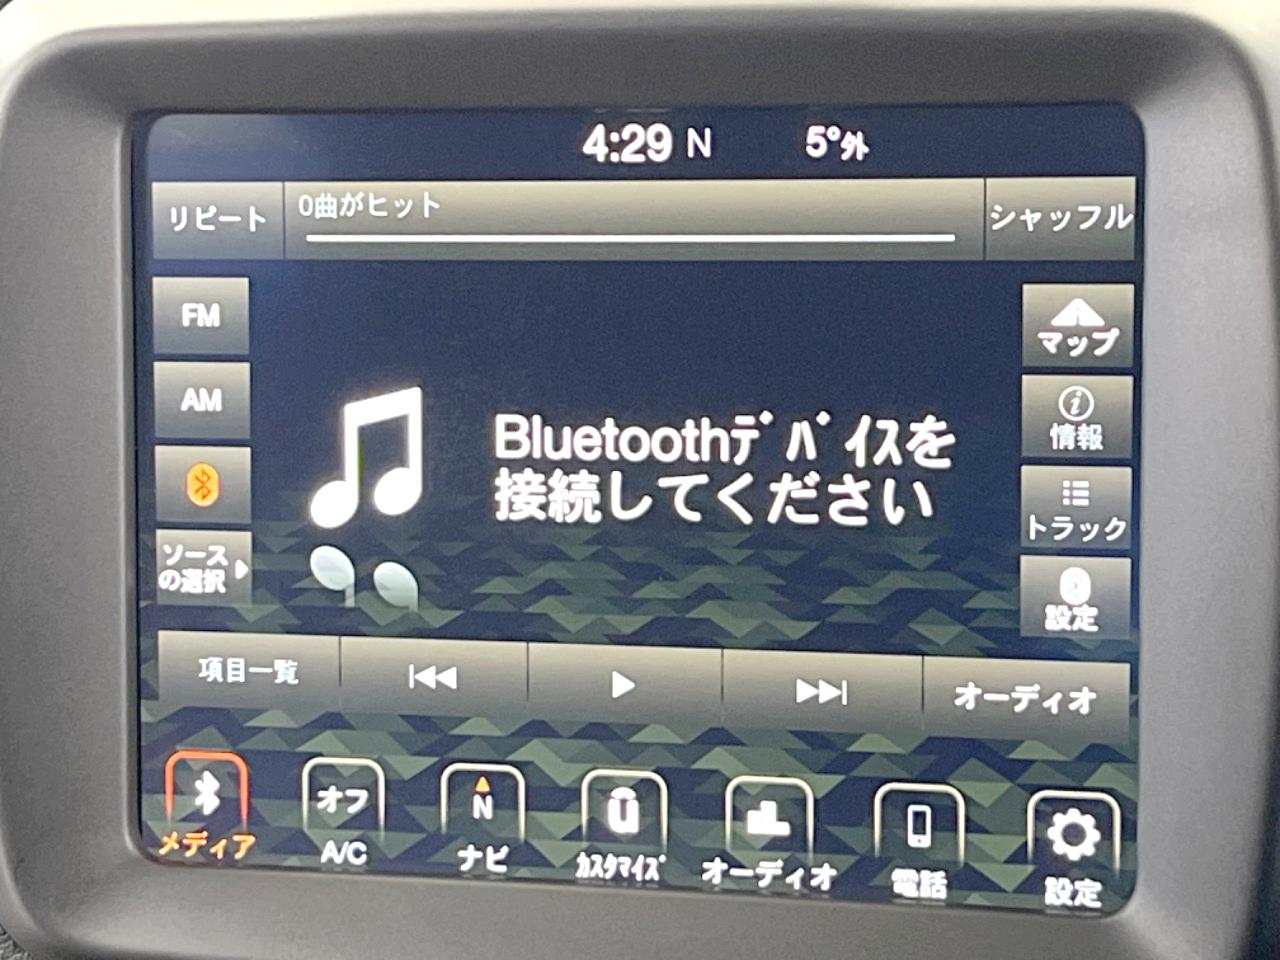 4:29 N 5°外
リピート
0曲がヒット
シャッフル
FM
AM
ソース
の選択
Bluetoothﾃﾞﾊﾞｲｽを
接続してください
マップ
情報
トラック
設定
項目一覧
オーディオ
メディア
オフ
A/C
N
ナビ
ｶｽﾀﾏｲｽﾞ
オーディオ
電話
設定